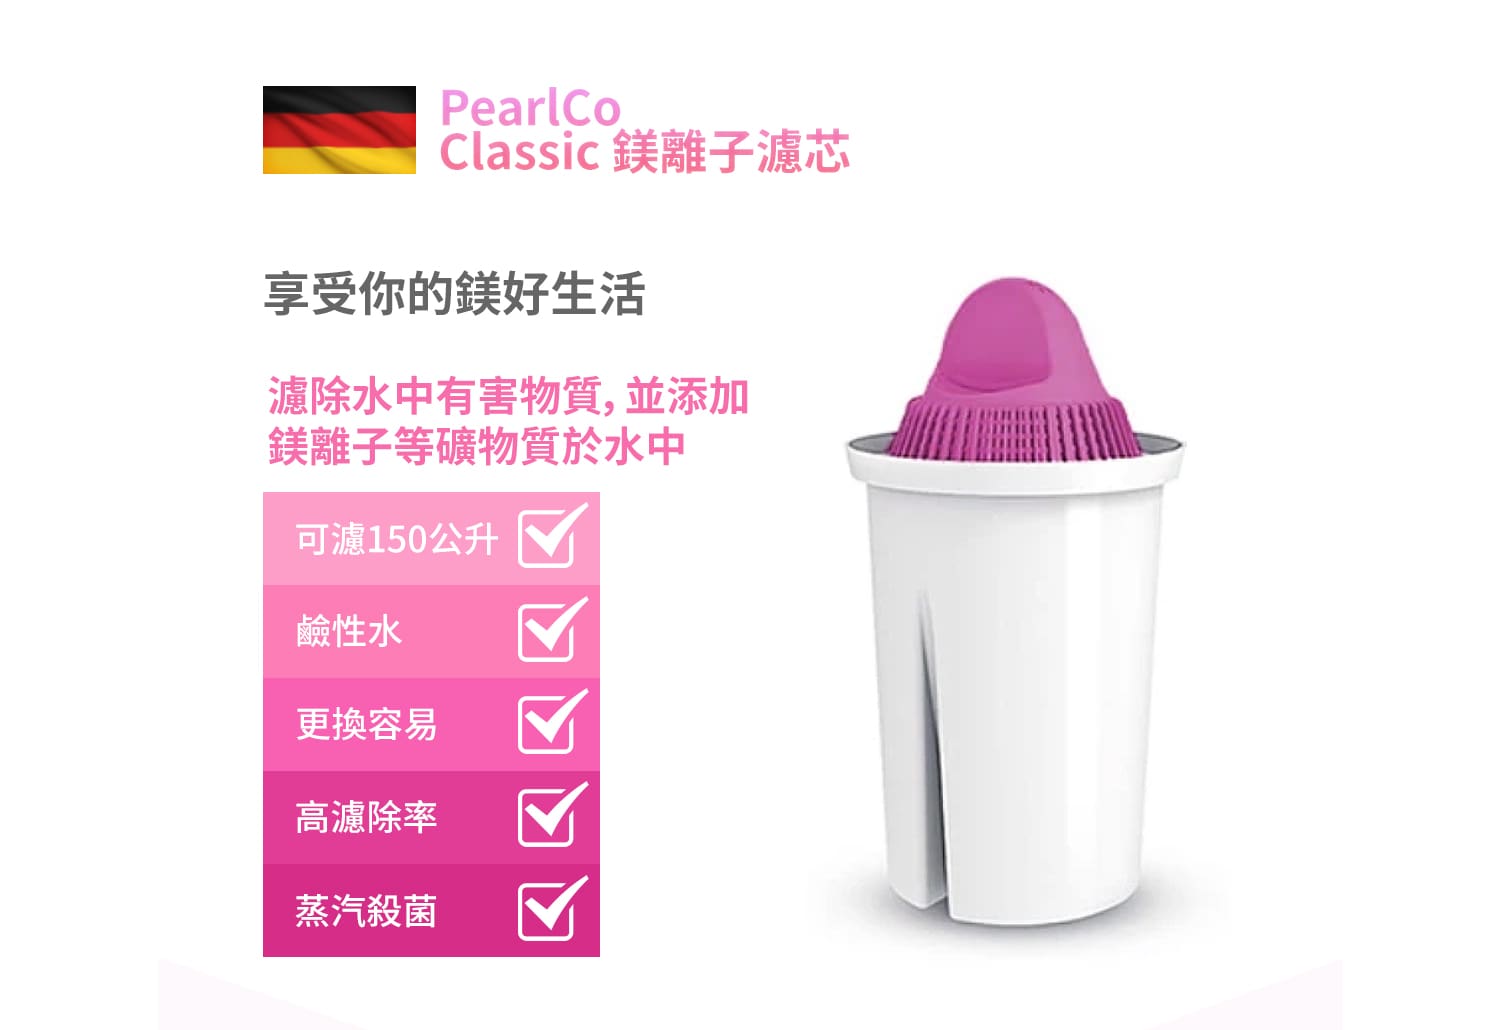 PearlCo
Classic 鎂離子濾芯
享受你的鎂好生活
濾除水中有害物質, 並添加
鎂離子等礦物質於水中
可濾150公升
鹼性水
更換容易
高濾除率
蒸汽殺菌